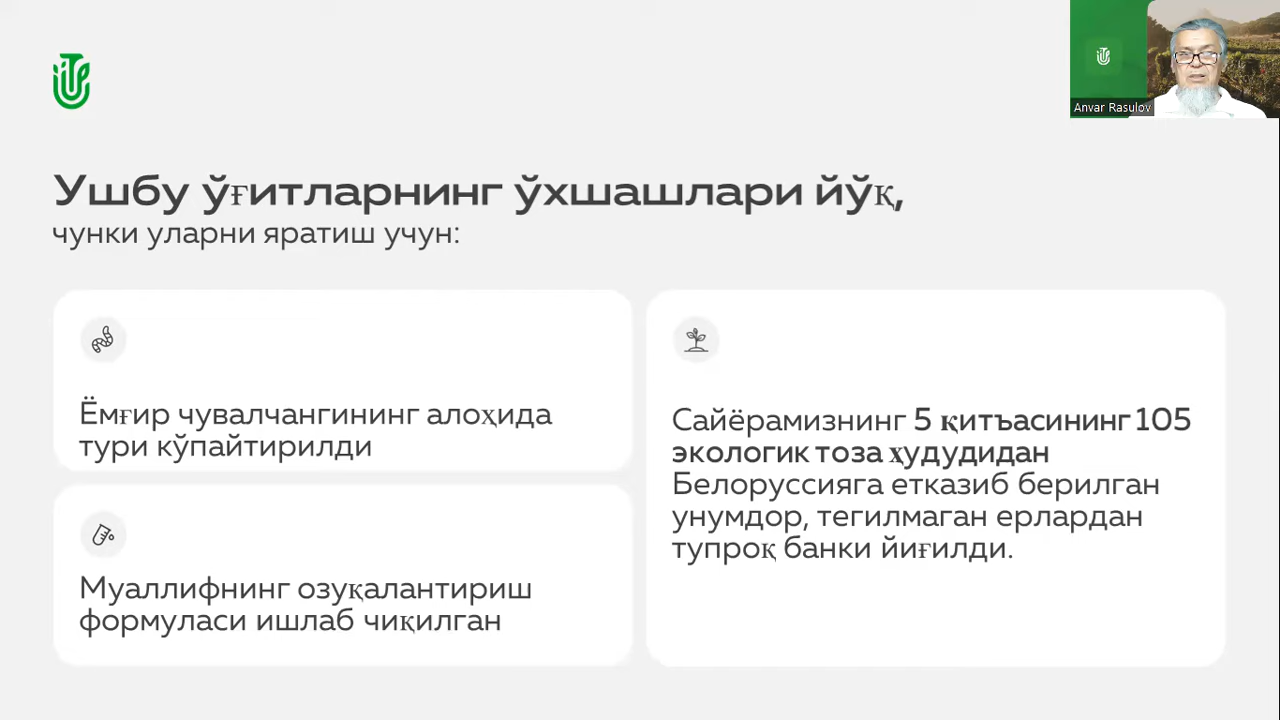 Anvar Rasulov
Ушбу ўғитларнинг ўхшашлари йўқ,
чунки уларни яратиш учун:
Ёмғир чувалчангининг алоҳида
тури кўпайтирилди
Муаллифнинг озуқалантириш
формуласи ишлаб чиқилган
Сайёрамизнинг 5 қитъасининг 105
экологик тоза ҳудудидан
Белоруссияга етказиб берилган
унумдор, тегилмаган ерлардан
тупроқ банки йиғилди.